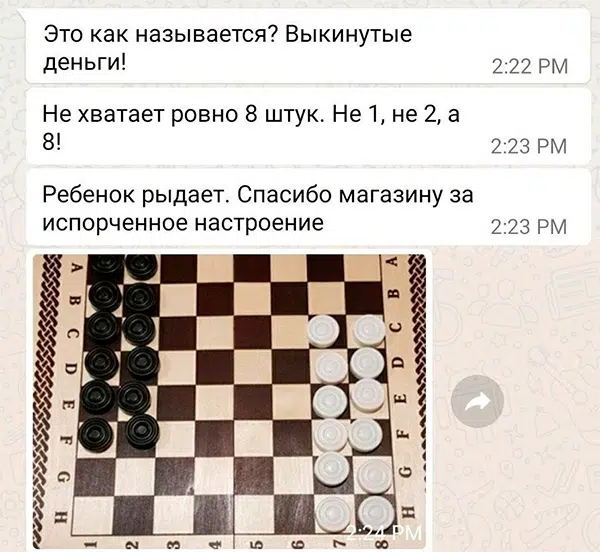 Это как называется? Выкинутые
деньги!
2:22 PM
Не хватает ровно 8 штук. Не 1, не 2, а
8!
2:23 PM
Ребенок рыдает. Спасибо магазину за
испорченное настроение
2:23 PM
A A
B B
C C
D D
E E
F F
G G
H H
1 2 3 4 5 6 7 8
2:24 PM